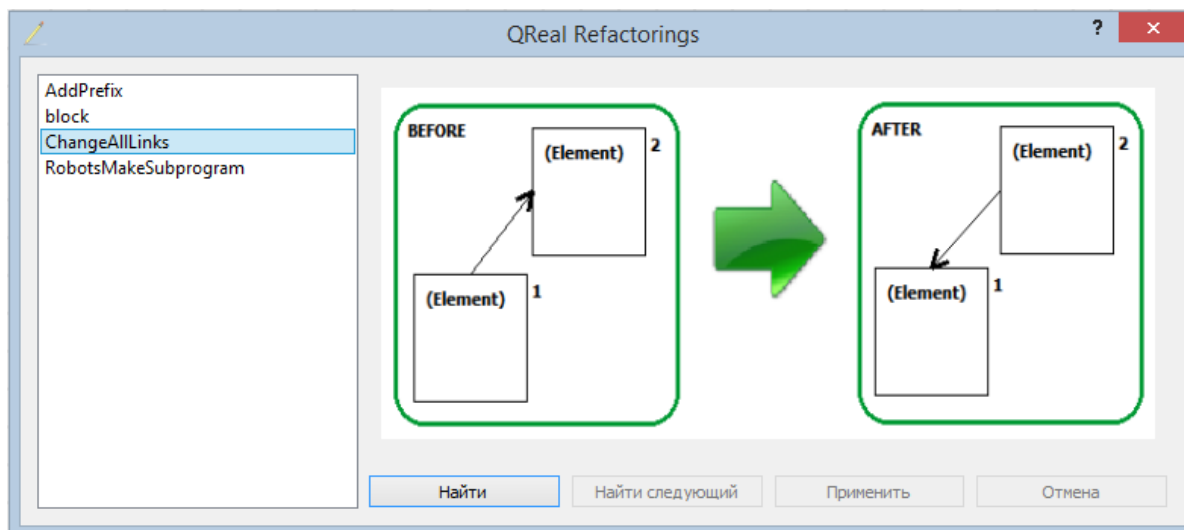 QReal Refactorings
?
AddPrefix
block
ChangeAllLinks
RobotsMakeSubprogram
BEFORE
(Element) 2
(Element) 1
AFTER
(Element) 2
(Element) 1
Найти
Найти следующий
Применить
Отмена